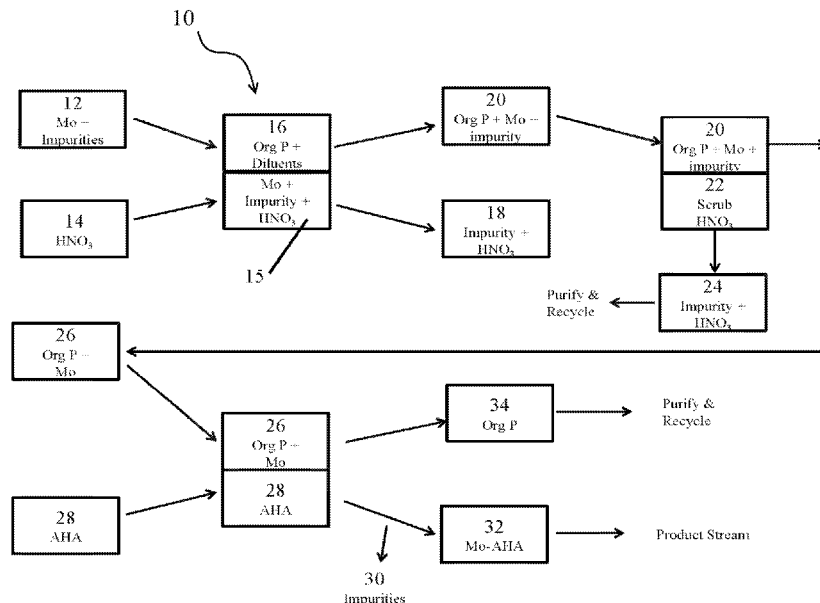 10
12
Mo –
Impurities
14
HNO₃
16
Org P +
Diluents
Mo +
Impurity +
HNO₃
15
20
Org P + Mo –
impurity
18
Impurity +
HNO₃
20
Org P + Mo +
impurity
22
Scrub
HNO₃
24
Impurity +
HNO₃
Purify &
Recycle
26
Org P –
Mo
28
AHA
26
Org P –
Mo
28
AHA
34
Org P
Purify &
Recycle
32
Mo-AHA
Product Stream
30
Impurities